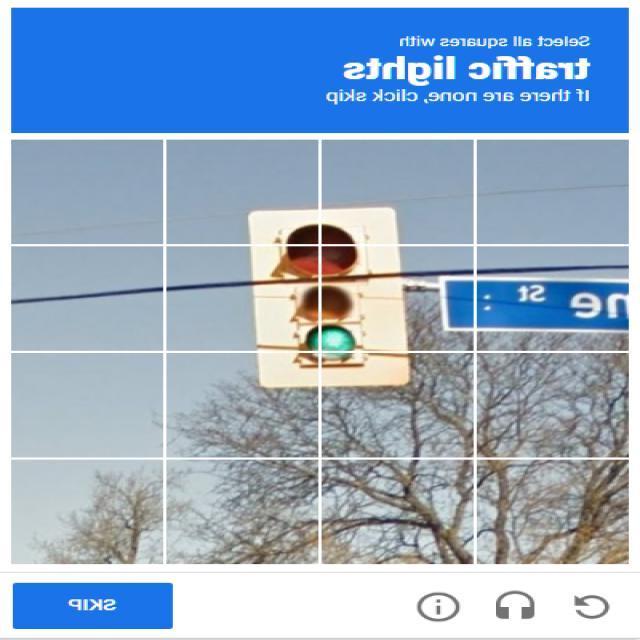 Select all squares with
traffic lights
If there are none, click skip
ne St
SKIP